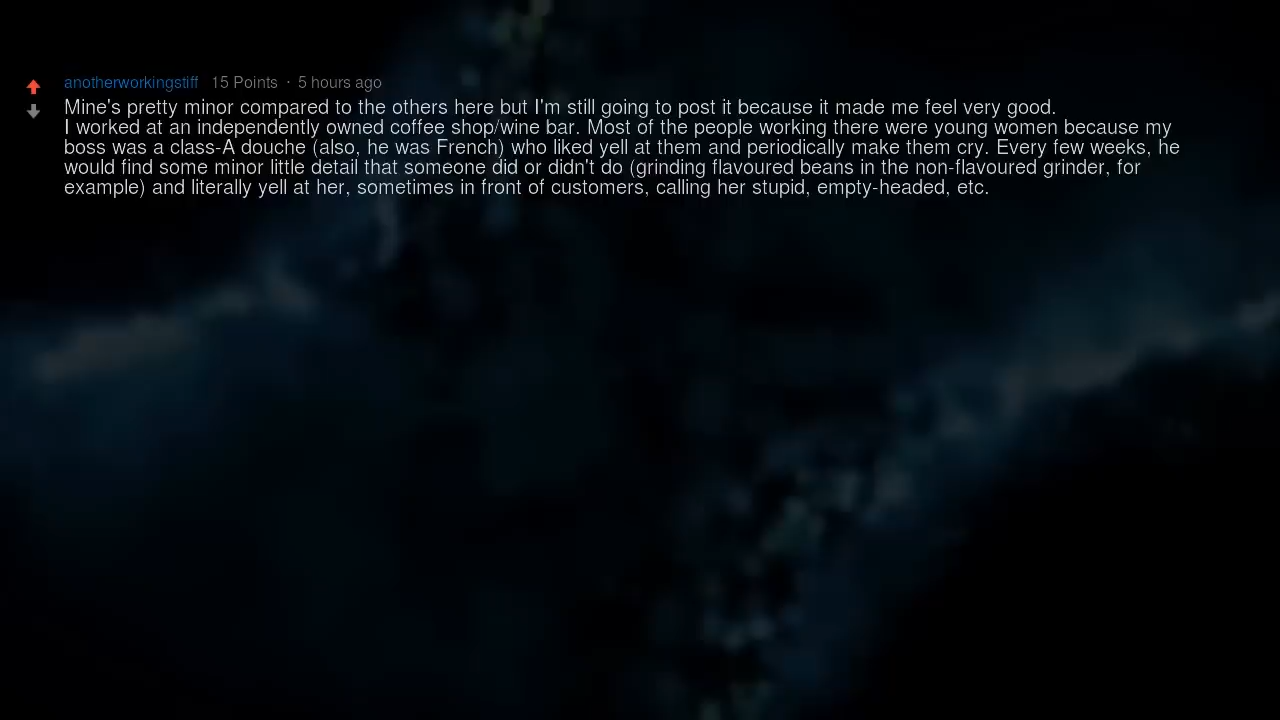 anotherworkingstiff 15 Points · 5 hours ago
Mine's pretty minor compared to the others here but I'm still going to post it because it made me feel very good.
I worked at an independently owned coffee shop/wine bar. Most of the people working there were young women because my
boss was a class-A douche (also, he was French) who liked yell at them and periodically make them cry. Every few weeks, he
would find some minor little detail that someone did or didn't do (grinding flavoured beans in the non-flavoured grinder, for
example) and literally yell at her, sometimes in front of customers, calling her stupid, empty-headed, etc.